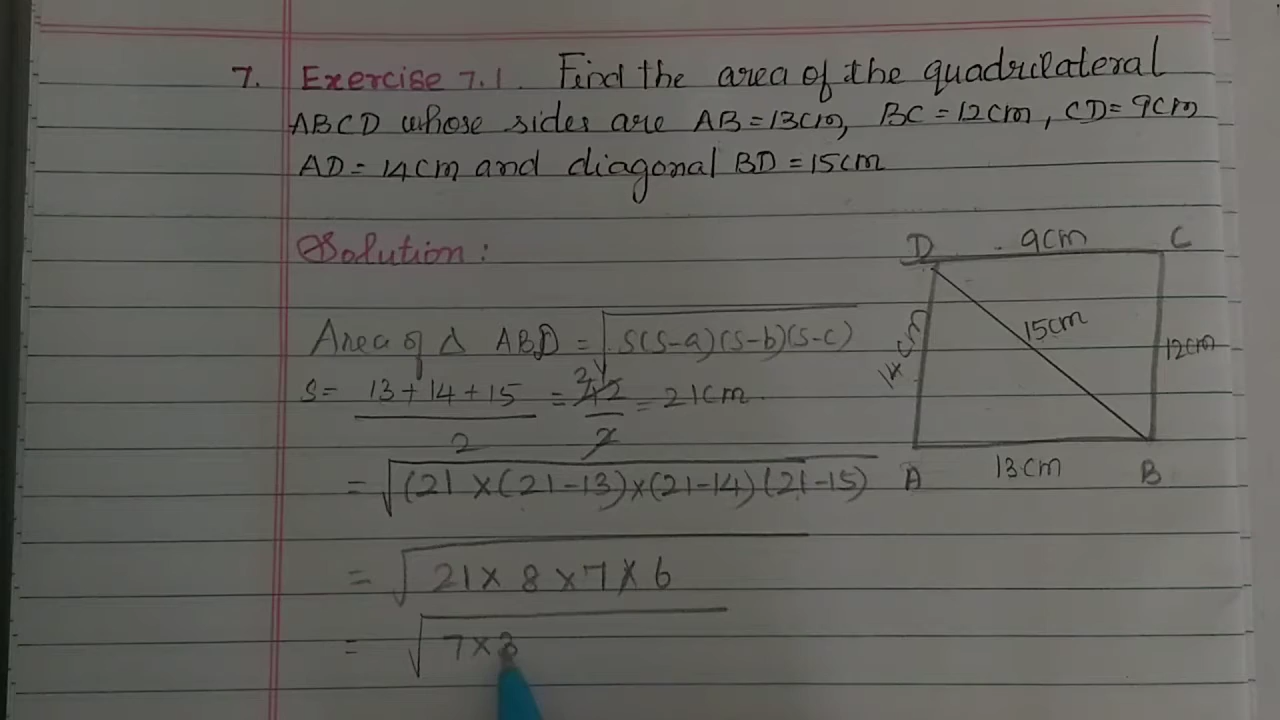 7. Exercise 7.1. Find the area of the quadrilateral
ABCD whose sides are AB=13cm, BC=12cm, CD=9cm
AD=14cm and diagonal BD=15cm
Solution:
D 9cm C
Area of Δ ABD = √S(S-a)(S-b)(S-c)
15cm
14cm
12cm
S= 13+14+15 / 2 = 42 / 2 = 21cm.
A 13cm B
= √(21×(21-13)×(21-14)(21-15)
= √21×8×7×6
= √7×3